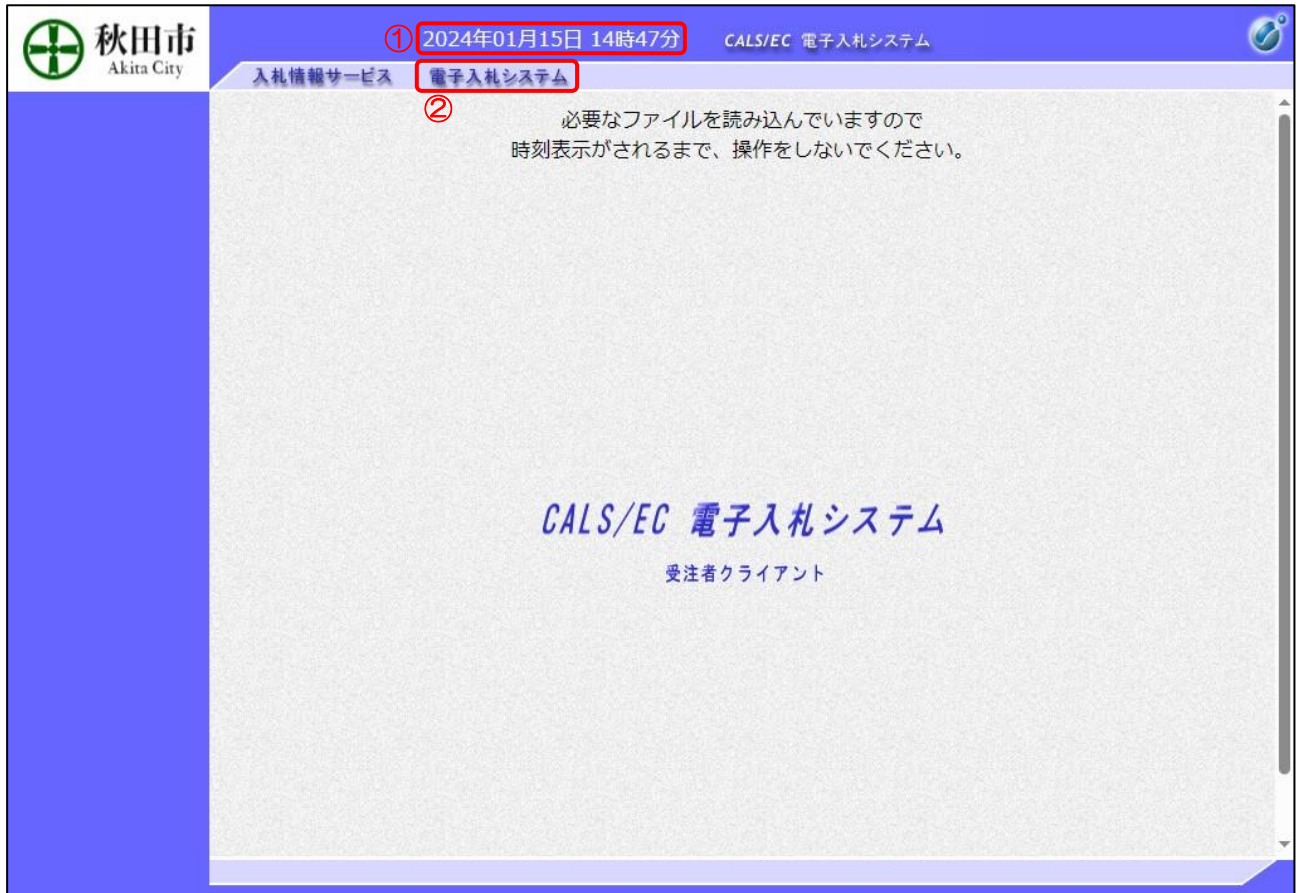 秋田市
Akita City
① 2024年01月15日 14時47分 CALS/EC 電子入札システム
入札情報サービス 電子入札システム
②
必要なファイルを読み込んでいますので
時刻表示がされるまで、操作をしないでください。
CALS/EC 電子入札システム
受注者クライアント